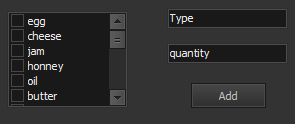 egg
cheese
jam
honney
oil
butter
Type
quantity
Add